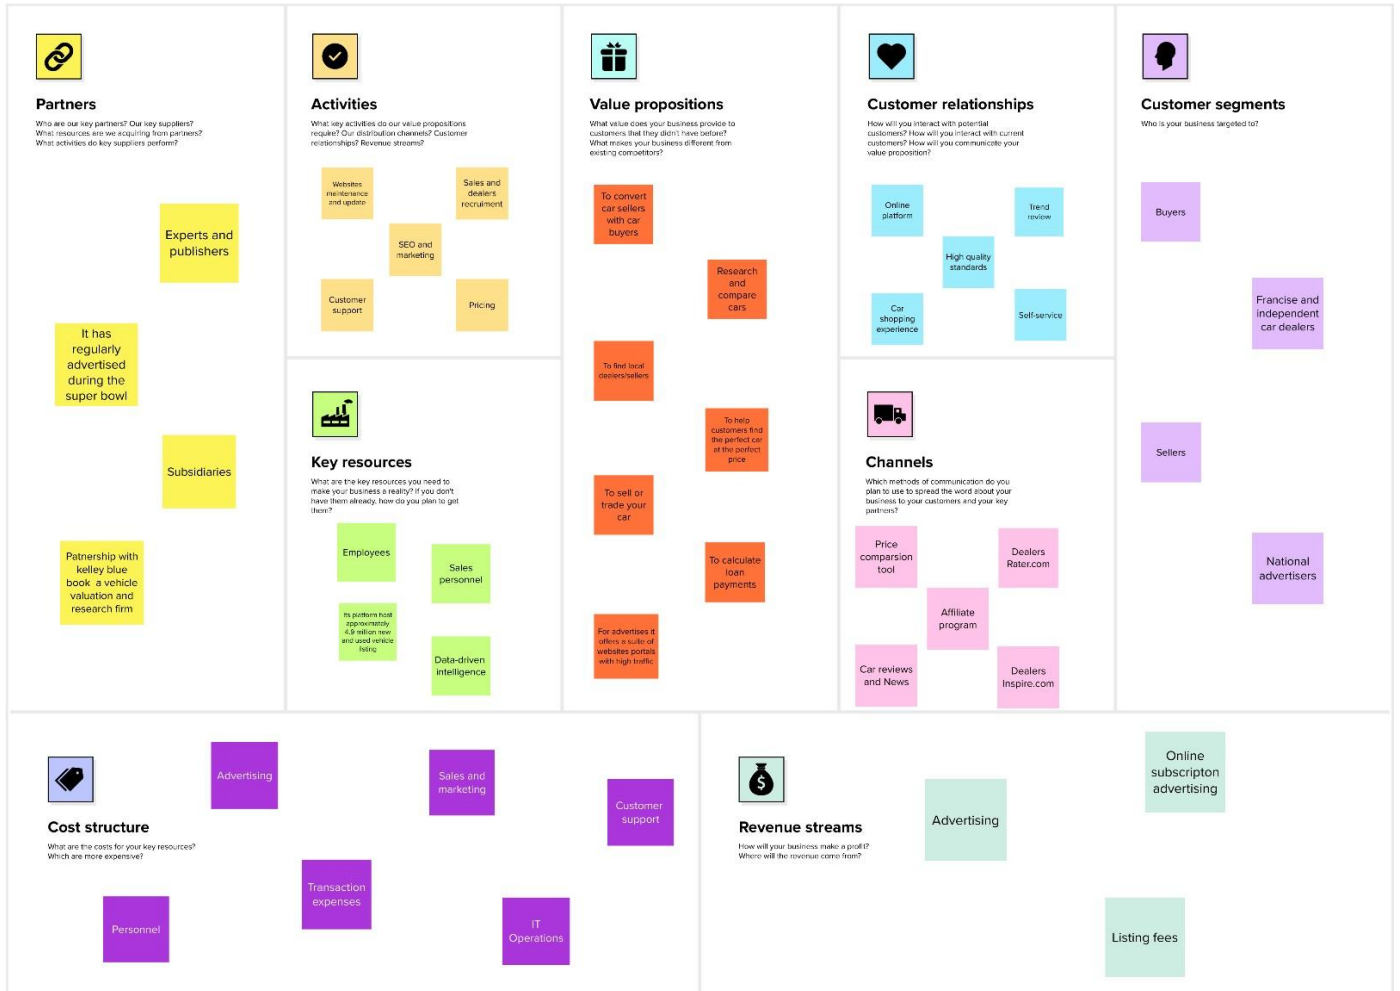 Partners
Who are our key partners? Our key suppliers?
What resources are we acquiring from partners?
What activities do key suppliers perform?
Experts and
publishers
It has
regularly
advertised
during the
super bowl
Subsidiaries
Patnership with
kelley blue
book a vehicle
valuation and
research firm
Activities
What key activities do our value propositions
require? Our distribution channels? Customer
relationships? Revenue streams?
Websites
maintenance
and update
Sales and
dealers
recruiment
SEO and
marketing
Customer
support
Pricing
Key resources
What are the key resources you need to
make your business a reality? If you don't
have them already, how do you plan to get
them?
Employees
Sales
personnel
Its platform host
approximately
4.9 million new
and used vehicle
listing
Data-driven
intelligence
Value propositions
What value does your business provide to
customers that they didn't have before?
What makes your business different from
existing competitors?
To convert
car sellers
with car
buyers
Research
and
compare
cars
To find local
dealers/sellers
To help
customers find
the perfect car
at the perfect
price
To sell or
trade your
car
To calculate
loan
payments
For advertises it
offers a suite of
websites portals
with high traffic
Customer relationships
How will you interact with potential
customers? How will you interact with current
customers? How will you communicate your
value proposition?
Online
platform
Trend
review
High quality
standards
Car
shopping
experience
Self-service
Channels
Which methods of communication do you
plan to use to spread the word about your
business to your customers and your key
partners?
Price
comparsion
tool
Dealers
Rater.com
Affiliate
program
Car reviews
and News
Dealers
Inspire.com
Customer segments
Who is your business targeted to?
Buyers
Francise and
independent
car dealers
Sellers
National
advertisers
Cost structure
What are the costs for your key resources?
Which are more expensive?
Advertising
Sales and
marketing
Customer
support
Transaction
expenses
Personnel
IT
Operations
Revenue streams
How will your business make a profit?
Where will the revenue come from?
Advertising
Online
subscripton
advertising
Listing fees